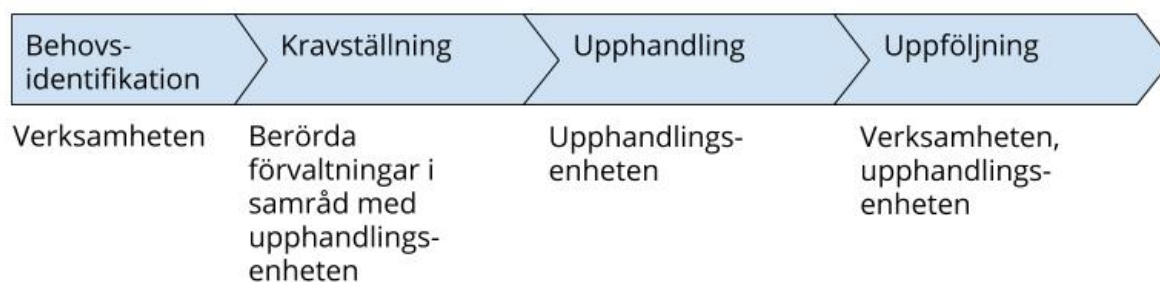 Behovs-
identifikation
Kravställning
Upphandling
Uppföljning
Verksamheten
Berörda
förvaltningar i
samråd med
upphandlings-
enheten
Upphandlings-
enheten
Verksamheten,
upphandlings-
enheten